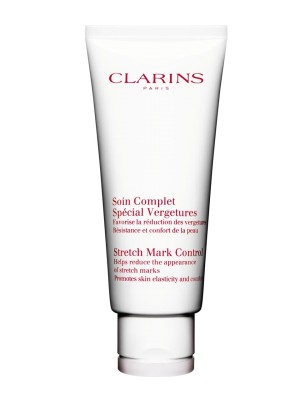 CLARINS
PARIS
Soin Complet
Spécial Vergetures
Favorise la réduction des vergetures
Résistance et confort de la peau
Stretch Mark Control
Helps reduce the appearance
of stretch marks
Promotes skin elasticity and